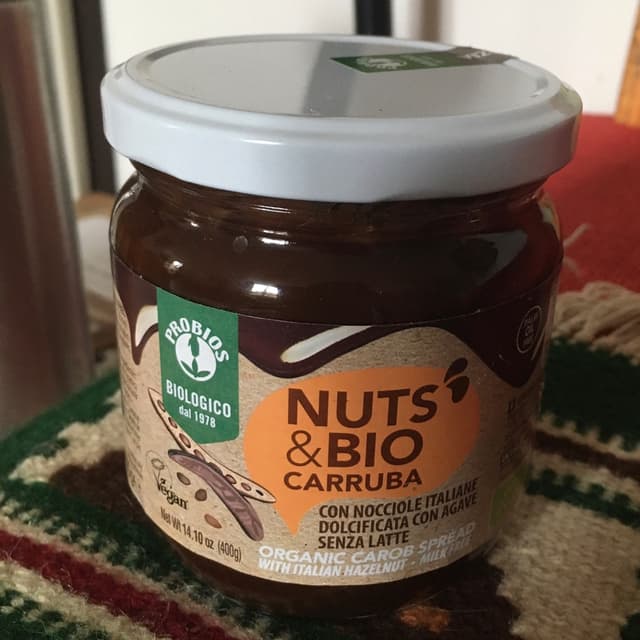 PROBIOS
BIOLOGICO
dal 1978
NUTS
&BIO
CARRUBA
CON NOCCIOLE ITALIANE
DOLCIFICATA CON AGAVE
SENZA LATTE
Vegan
Net Wt 14,10 oz (400g)
ORGANIC CAROB SPREAD
WITH ITALIAN HAZELNUT - MILK FREE